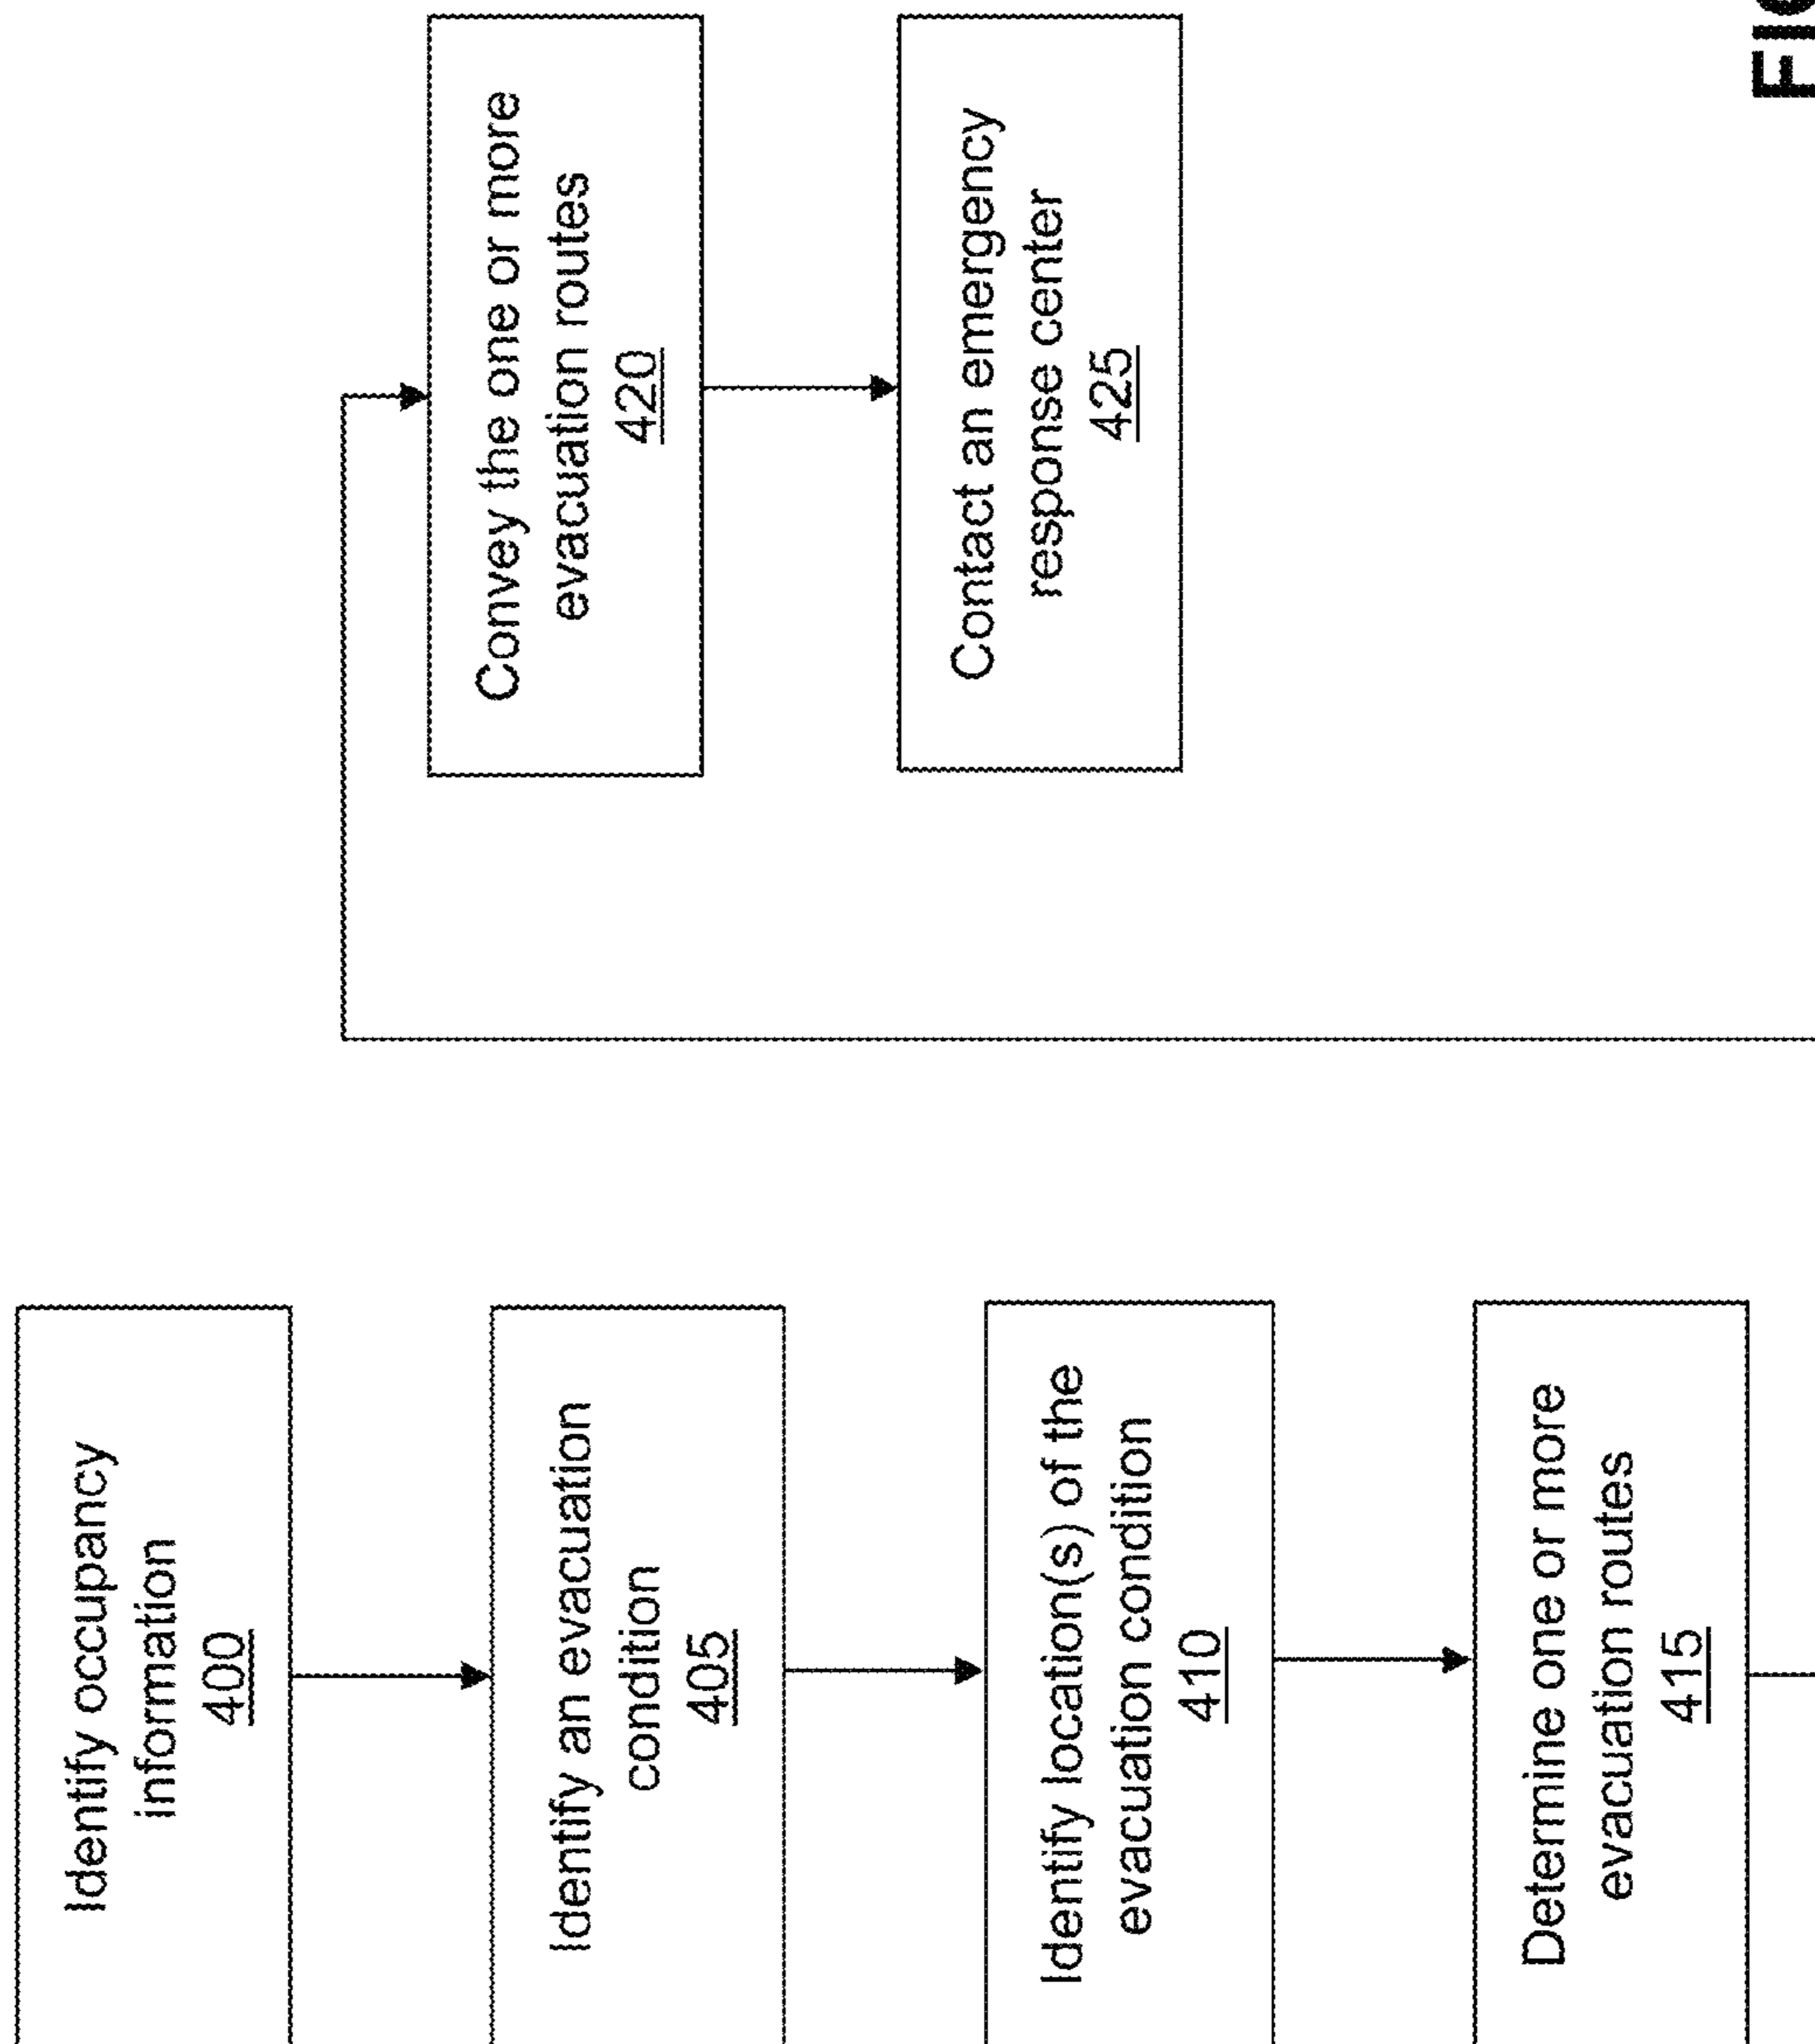 Identify occupancy
information
400
Identify an evacuation
condition
405
Identify location(s) of the
evacuation condition
410
Determine one or more
evacuation routes
415
Convey the one or more
evacuation routes
420
Contact an emergency
response center
425